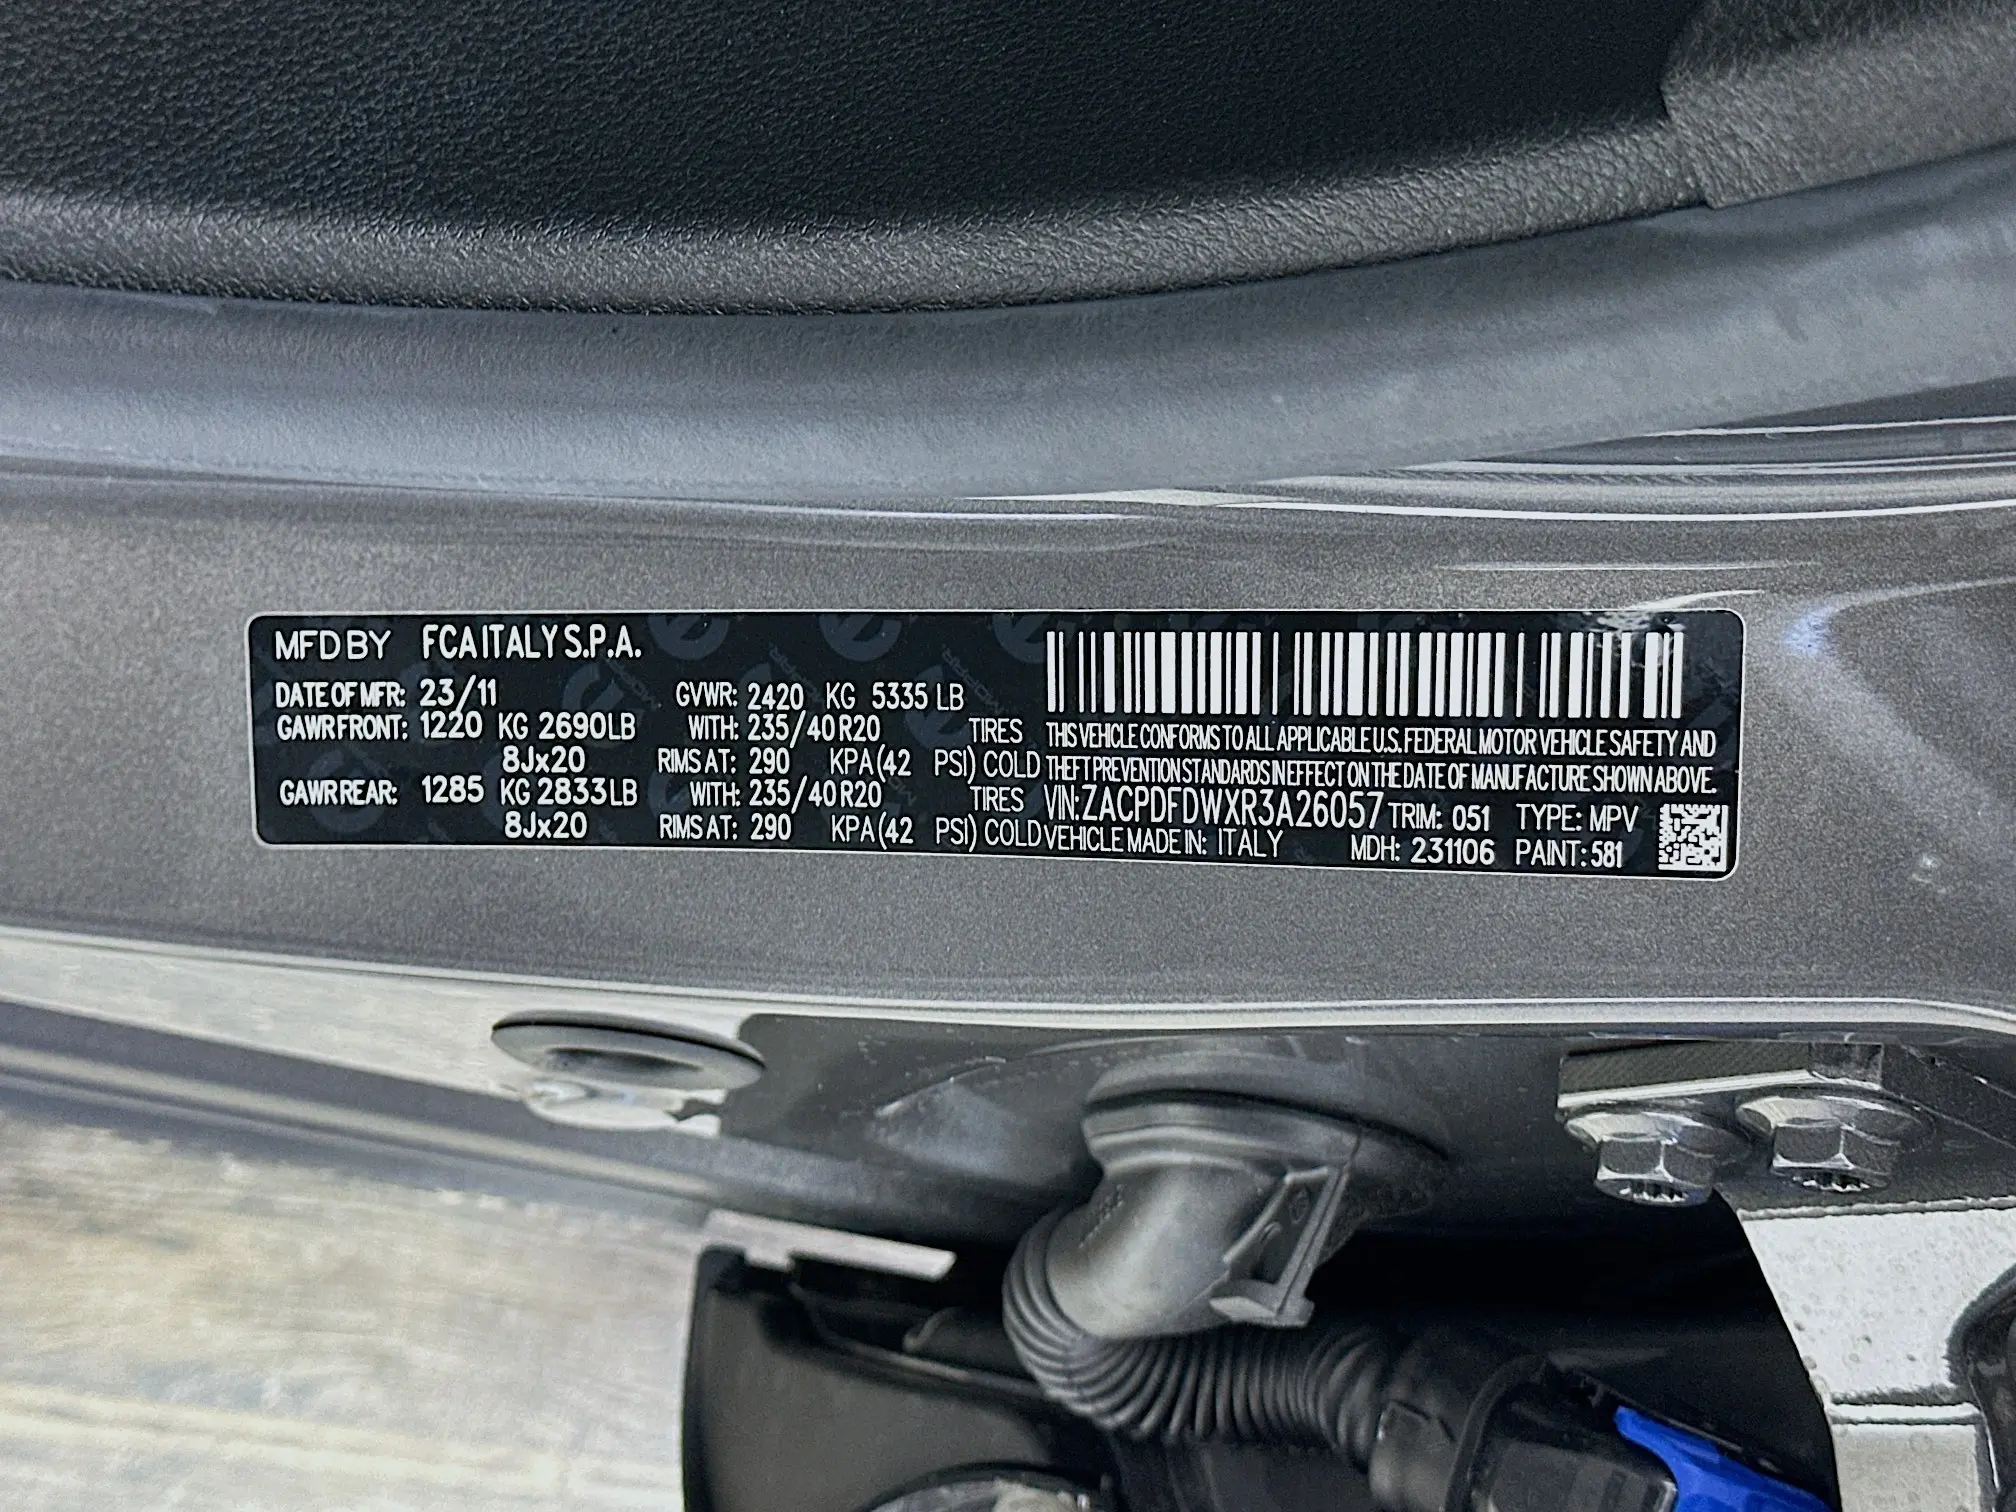 MFD BY FCA ITALY S.P.A.
DATE OF MFR: 23/11 GVWR: 2420 KG 5335 LB
GAWR FRONT: 1220 KG 2690 LB WITH: 235/40 R20 TIRES
8Jx20 RIMS AT: 290 KPA (42 PSI) COLD
GAWR REAR: 1285 KG 2833 LB WITH: 235/40 R20 TIRES
8Jx20 RIMS AT: 290 KPA (42 PSI) COLD
THIS VEHICLE CONFORMS TO ALL APPLICABLE U.S. FEDERAL MOTOR VEHICLE SAFETY AND
THEFT PREVENTION STANDARDS IN EFFECT ON THE DATE OF MANUFACTURE SHOWN ABOVE.
VIN: ZACPDFDWXR3A26057 TRIM: 051 TYPE: MPV
VEHICLE MADE IN: ITALY MDH: 231106 PAINT: 581